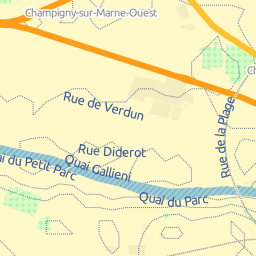 Champigny-sur-Marne-Ouest
Rue de Verdun
Rue de la Plage
Rue Diderot
Quai Gallieni
du Petit Parc
Quai du Parc